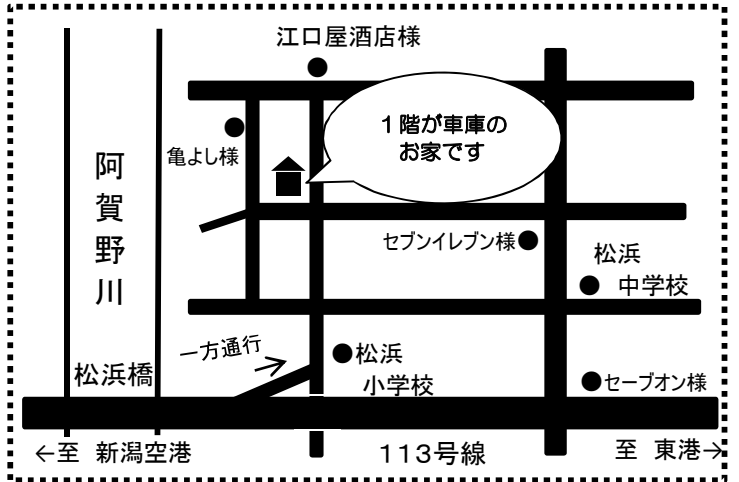 江口屋酒店様
1階が車庫の
お家です
亀よし様
阿賀野川
セブンイレブン様
松浜
中学校
一方通行
松浜
小学校
松浜橋
セーブオン様
←至 新潟空港
113号線
至 東港→